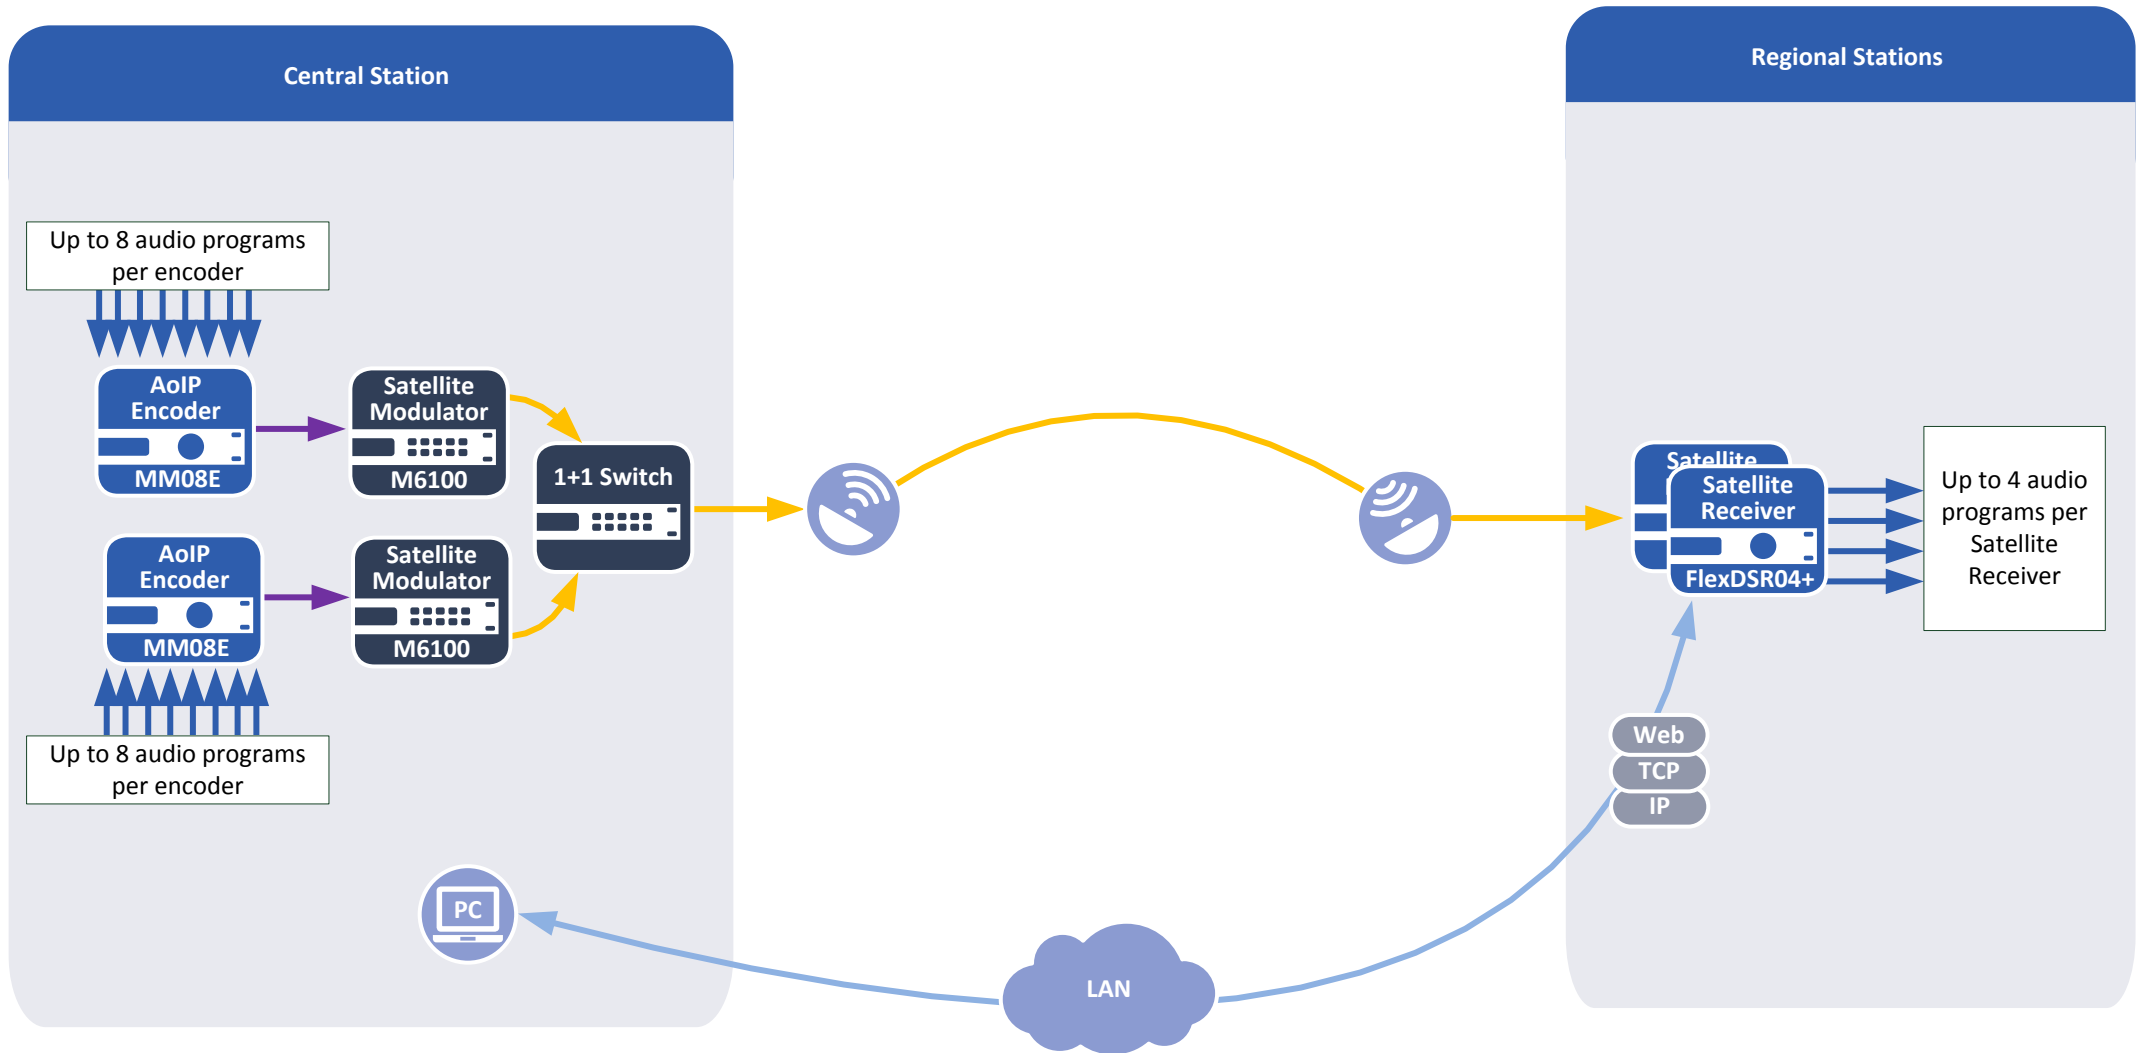 Central Station
Regional Stations
Up to 8 audio programs
per encoder
AoIP
Encoder
MM08E
Satellite
Modulator
M6100
1+1 Switch
AoIP
Encoder
MM08E
Satellite
Modulator
M6100
Up to 8 audio programs
per encoder
PC
LAN
Satellite
Satellite
Receiver
FlexDSR04+
Up to 4 audio
programs per
Satellite
Receiver
Web
TCP
IP